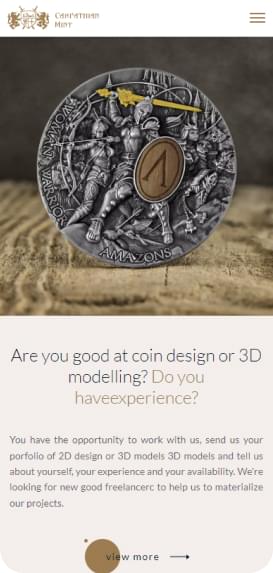 Carpathian
Mint
WOMAN WARRIOR
AMAZONS
Are you good at coin design or 3D
modelling? Do you
haveexperience?
You have the opportunity to work with us, send us your
porfolio of 2D design or 3D models 3D models and tell us
about yourself, your experience and your availability. We're
looking for new good freelancerc to help us to materialize
our projects.
view more